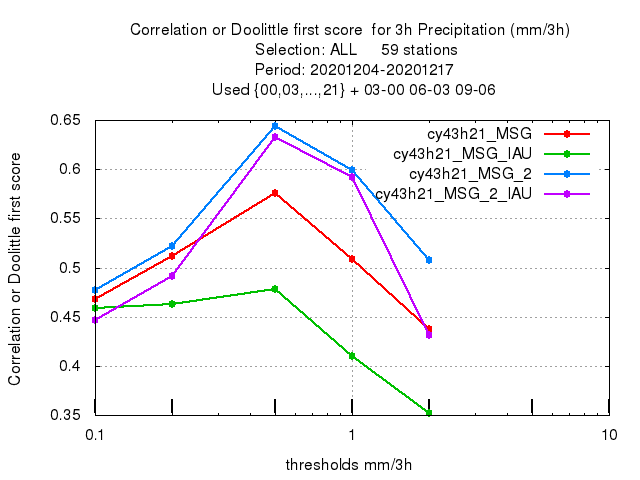 Correlation or Doolittle first score  for 3h Precipitation (mm/3h)
Selection: ALL     59 stations
Period: 20201204-20201217
Used {00,03,...,21} + 03-00 06-03 09-06
Correlation or Doolittle first score
0.65
0.6
0.55
0.5
0.45
0.4
0.35
cy43h21_MSG
cy43h21_MSG_IAU
cy43h21_MSG_2
cy43h21_MSG_2_IAU
0.1
1
10
thresholds mm/3h